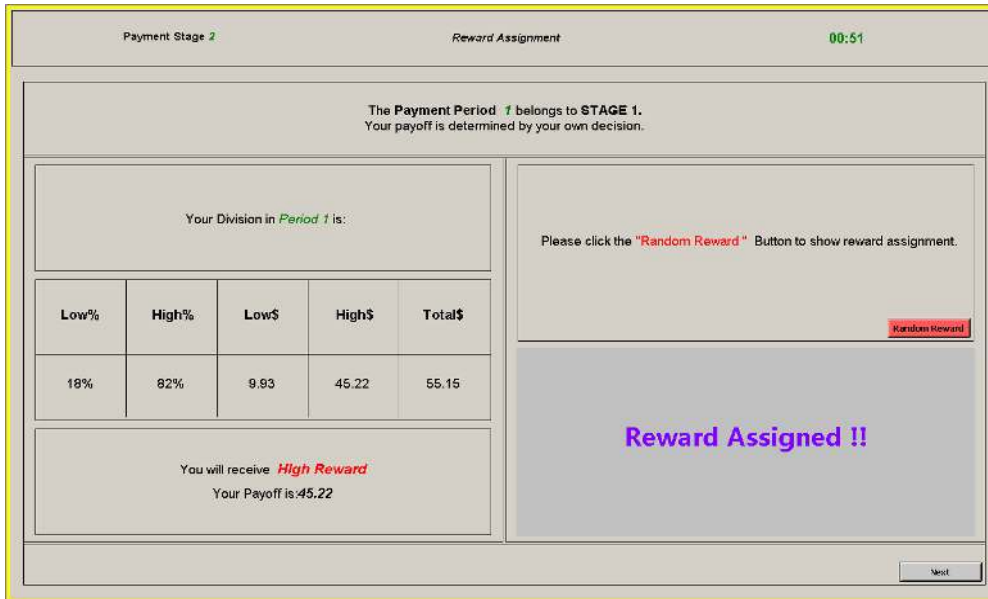 Payment Stage 2
Reward Assignment
00:51
The Payment Period 1 belongs to STAGE 1.
Your payoff is determined by your own decision.
Your Division in Period 1 is:
Low% High% Low$ High$ Total$
18% 82% 9.93 45.22 55.15
You will receive High Reward
Your Payoff is:45.22
Please click the "Random Reward " Button to show reward assignment.
Random Reward
Reward Assigned !!
Next